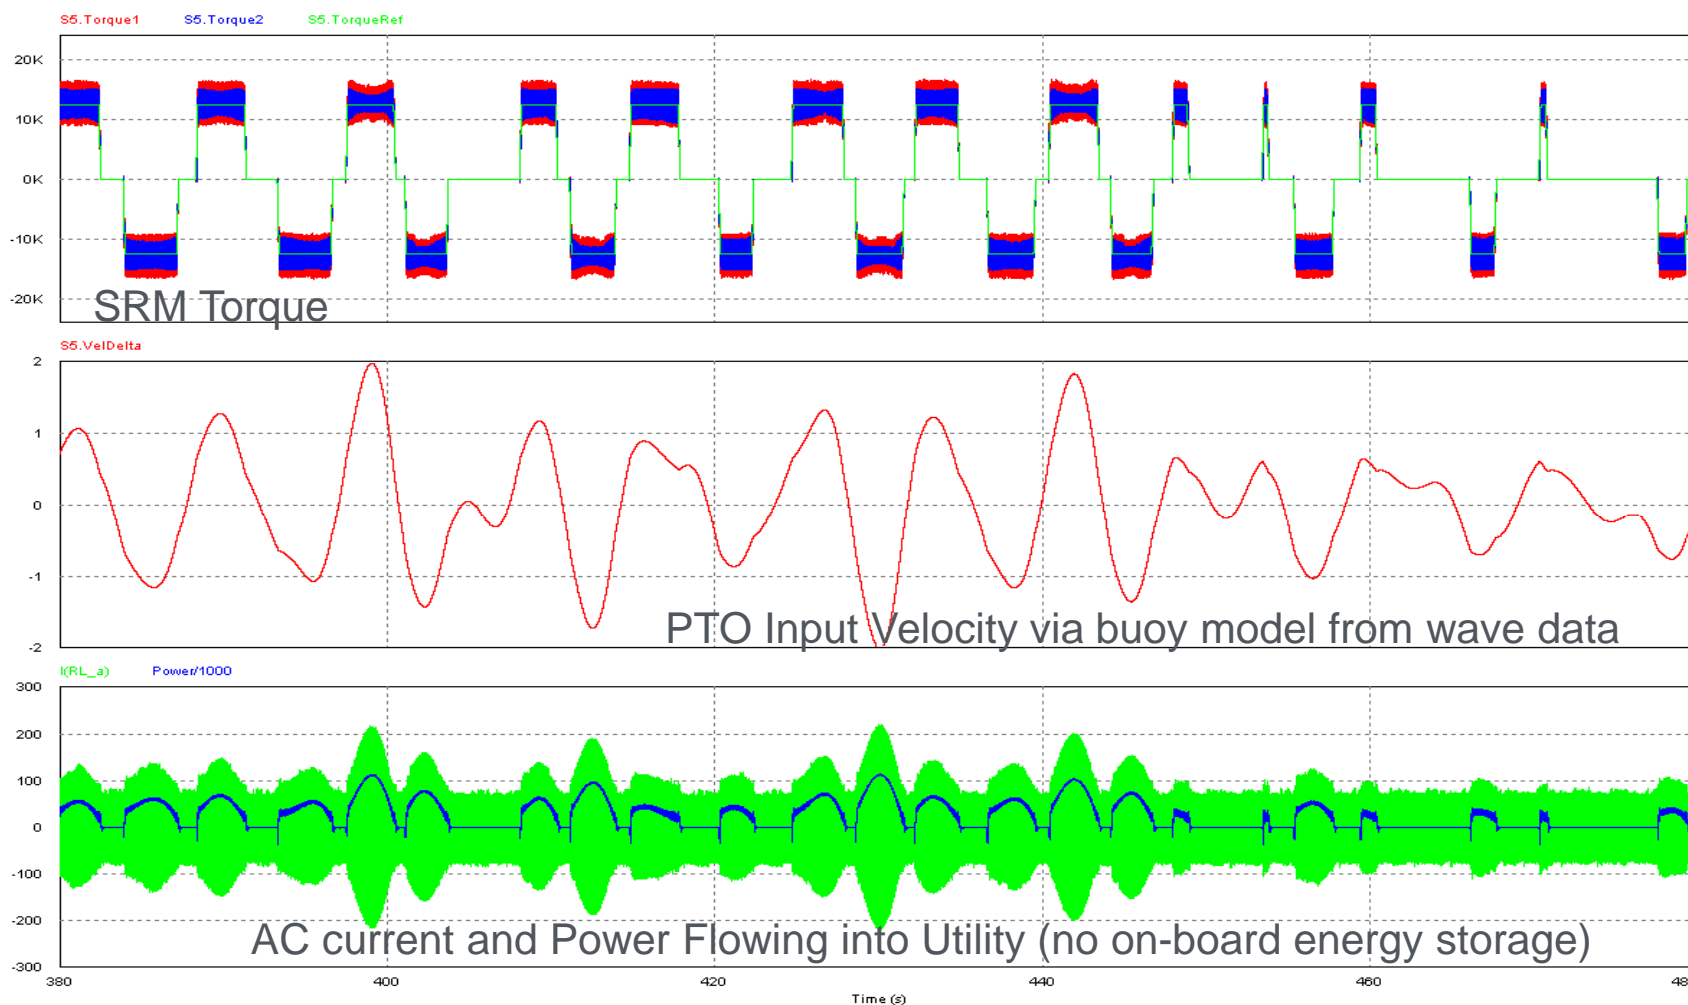 S5.Torque1 S5.Torque2 S5.TorqueRef
20K
10K
0K
-10K
-20K
SRM Torque
S5.VelDelta
2
1
0
-1
-2
PTO Input Velocity via buoy model from wave data
I(RL_a) Power/1000
300
200
100
0
-100
-200
-300
AC current and Power Flowing into Utility (no on-board energy storage)
380 400 420 440 460 48
Time (s)